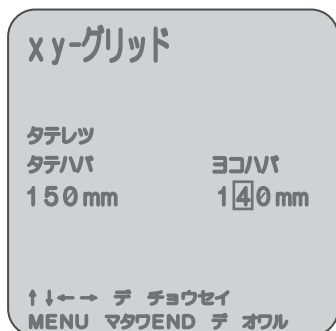 xy-グリッド
タテレツ
タテハバ ヨコハバ
150mm 140mm
↑↓←→ デ チョウセイ
MENU マタワEND デ オワル